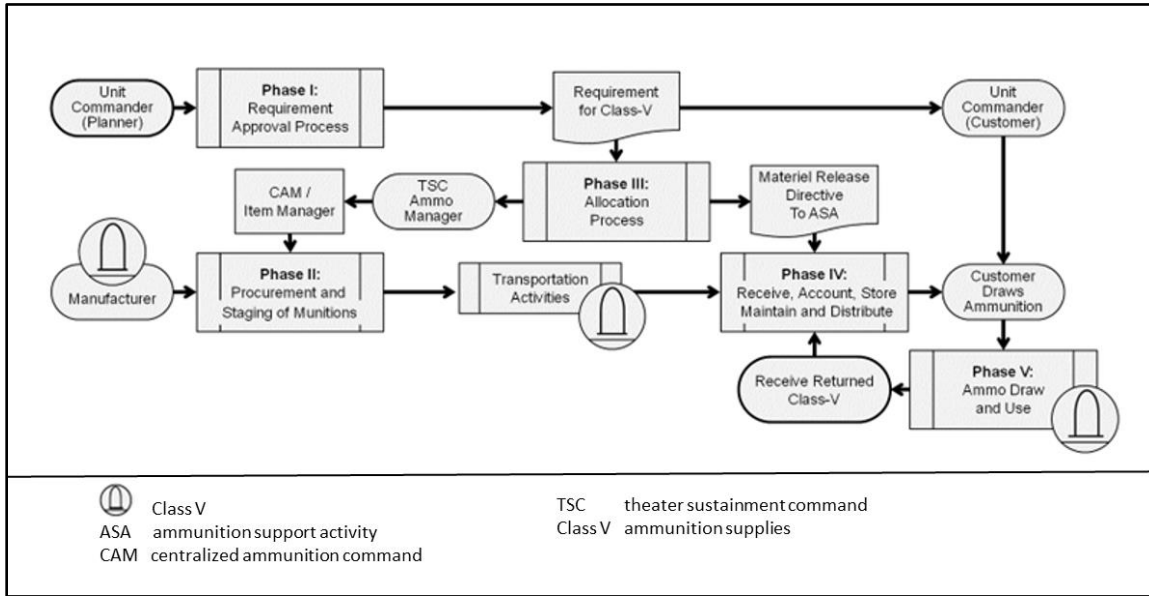 Unit
Commander
(Planner)
Phase I:
Requirement
Approval Process
Requirement
for Class-V
Unit
Commander
(Customer)
CAM /
Item Manager
TSC
Ammo
Manager
Phase III:
Allocation
Process
Materiel Release
Directive
To ASA
Manufacturer
Phase II:
Procurement and
Staging of Munitions
Transportation
Activities
Phase IV:
Receive, Account, Store
Maintain and Distribute
Customer
Draws
Ammunition
Receive Returned
Class-V
Phase V:
Ammo Draw
and Use
Class V
ASA ammunition support activity
CAM centralized ammunition command
TSC theater sustainment command
Class V ammunition supplies